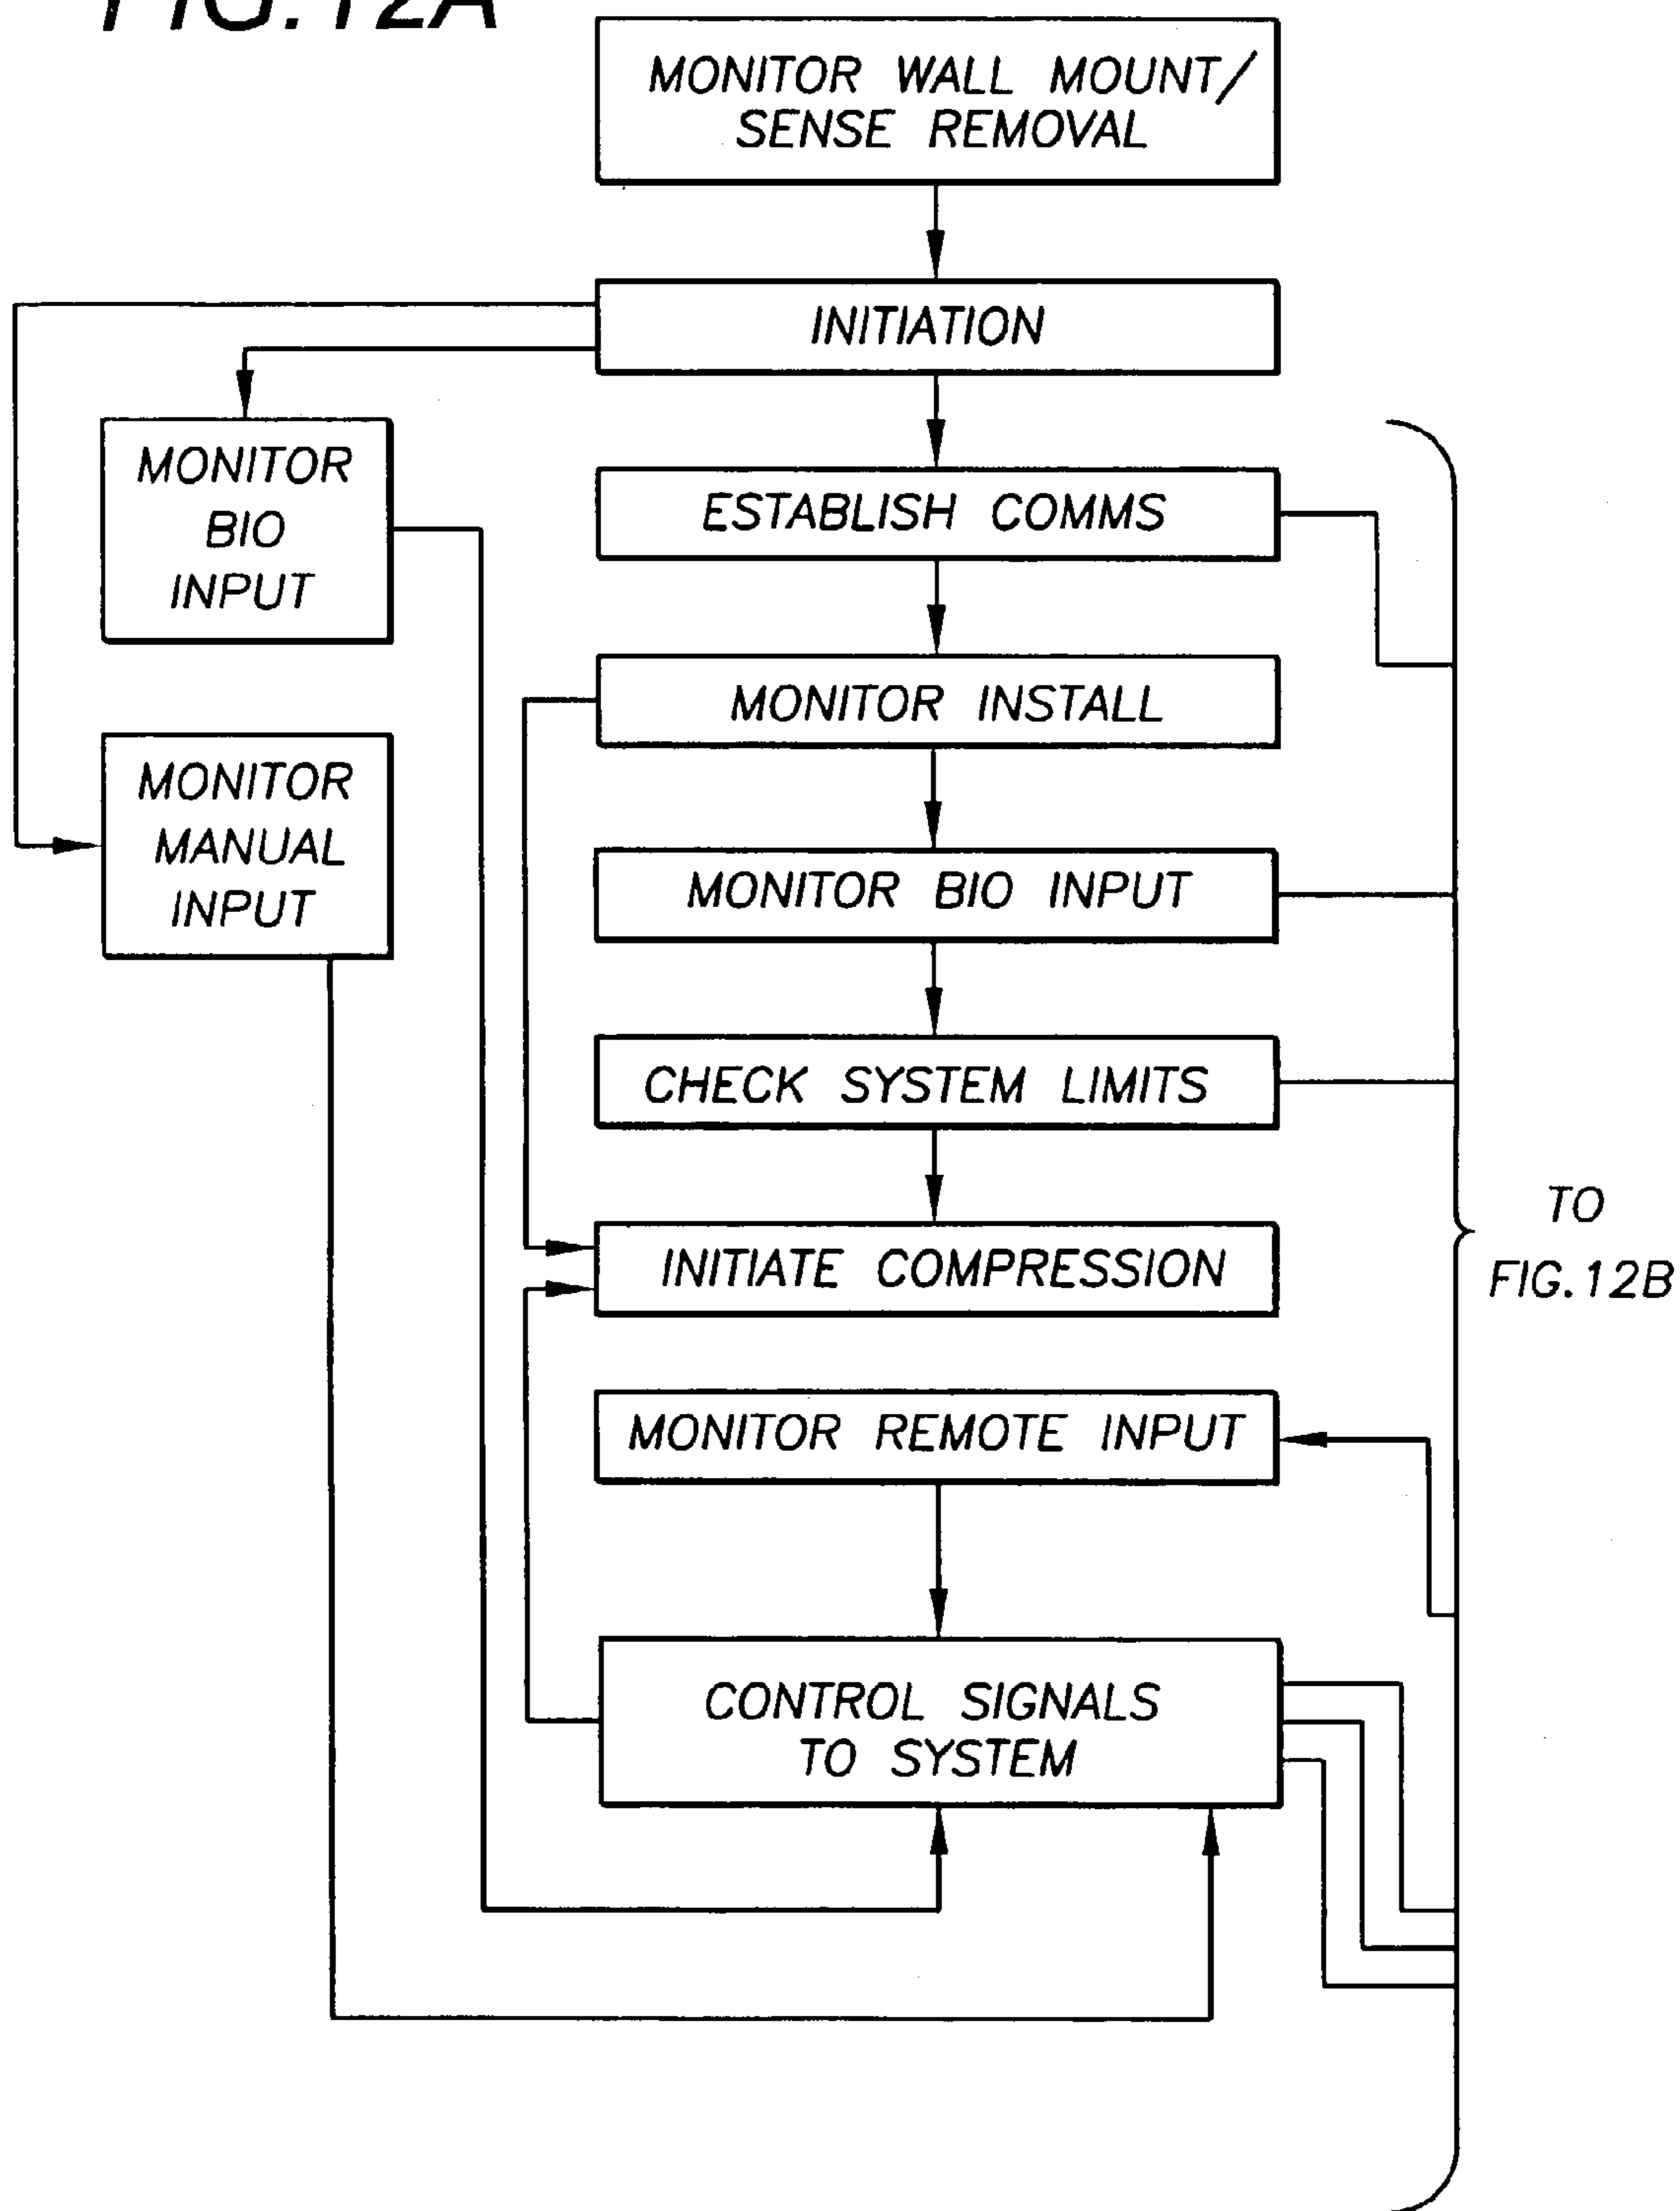 FIG.12A
MONITOR WALL MOUNT/
SENSE REMOVAL
INITIATION
MONITOR
BIO
INPUT
ESTABLISH COMMS
MONITOR INSTALL
MONITOR
MANUAL
INPUT
MONITOR BIO INPUT
CHECK SYSTEM LIMITS
INITIATE COMPRESSION
TO
FIG.12B
MONITOR REMOTE INPUT
CONTROL SIGNALS
TO SYSTEM